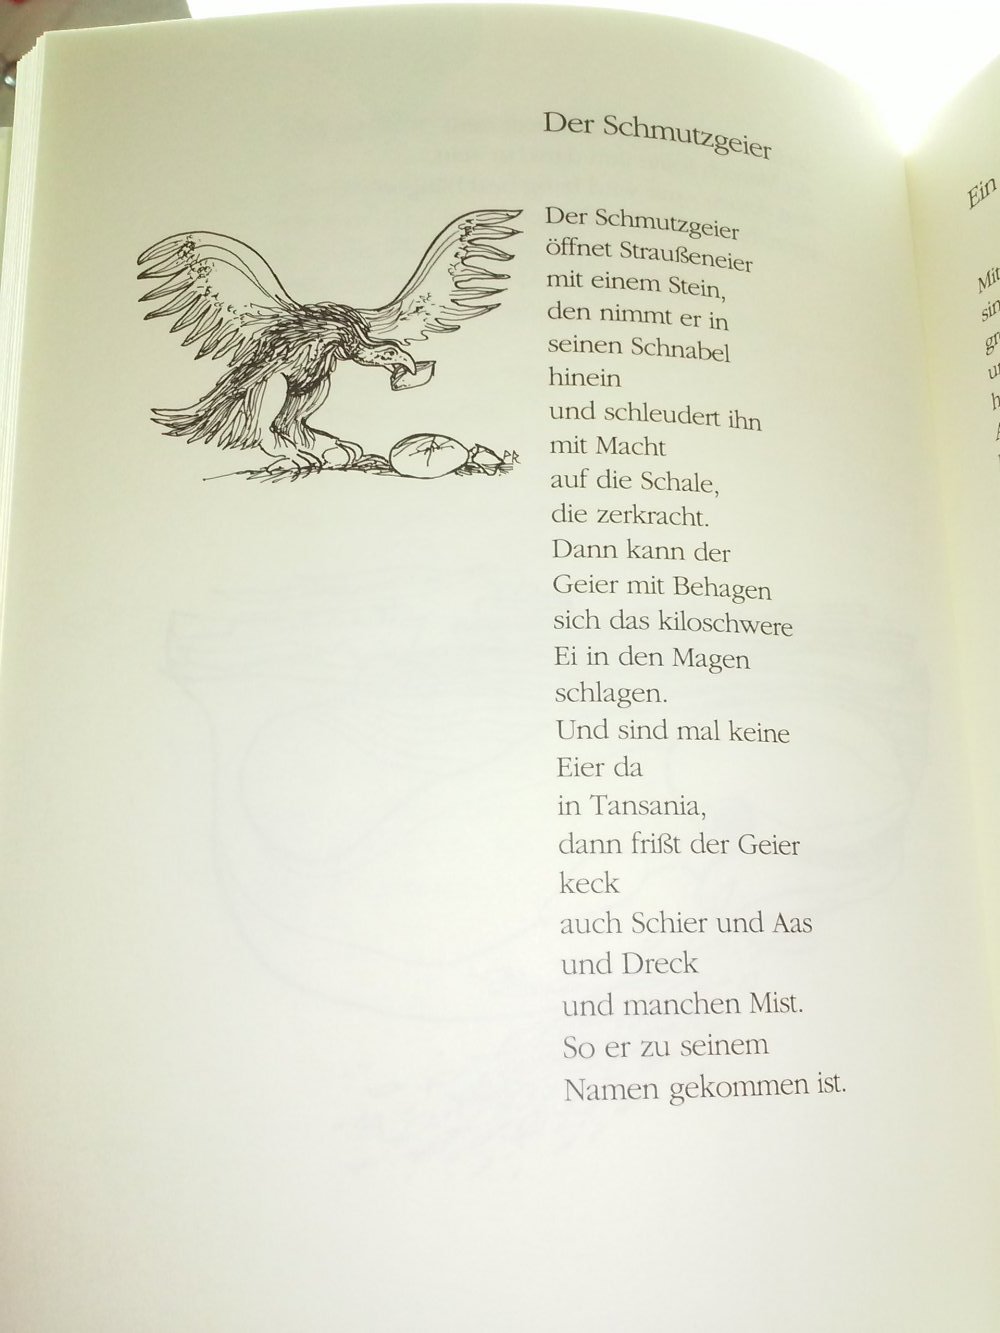 Der Schmutzgeier
Der Schmutzgeier
öffnet Straußeneier
mit einem Stein,
den nimmt er in
seinen Schnabel
hinein
und schleudert ihn
mit Macht
auf die Schale,
die zerkracht.
Dann kann der
Geier mit Behagen
sich das kiloschwere
Ei in den Magen
schlagen.
Und sind mal keine
Eier da
in Tansania,
dann frißt der Geier
keck
auch Schier und Aas
und Dreck
und manchen Mist.
So er zu seinem
Namen gekommen ist.
PR
Ein
Mit